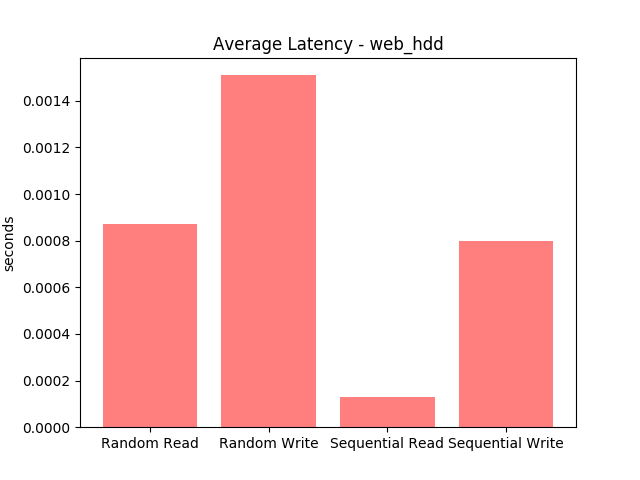 Average Latency - web_hdd
0.0014
0.0012
0.0010
0.0008
0.0006
0.0004
0.0002
0.0000
seconds
Random Read
Random Write
Sequential Read
Sequential Write